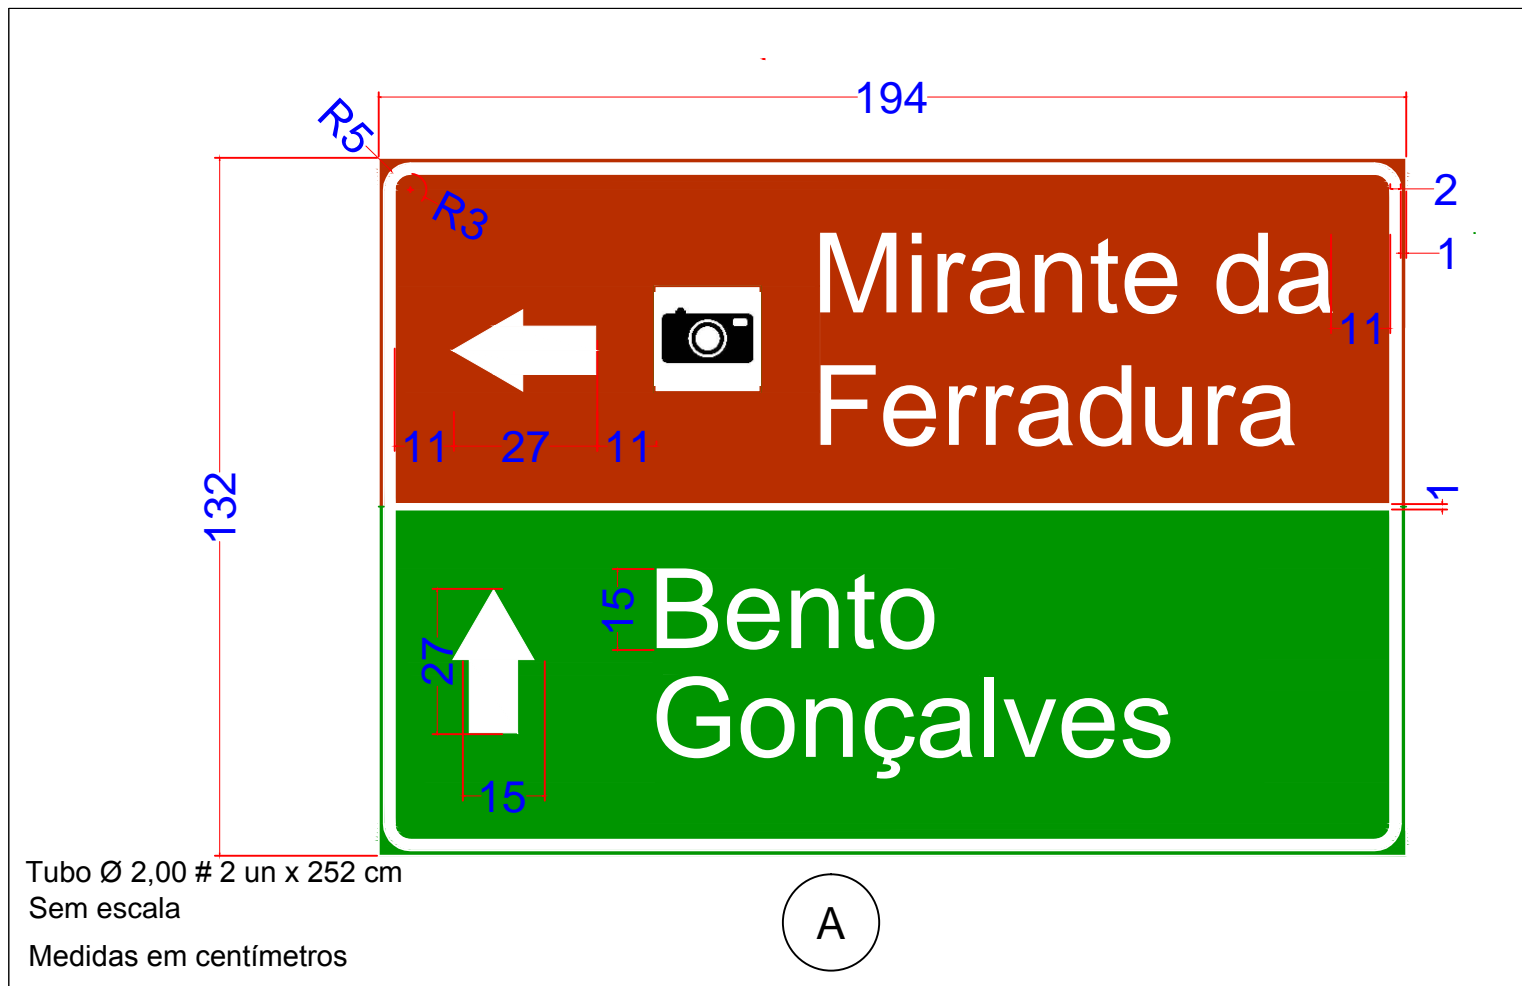 194
R5
R3
2
1
Mirante da
11
Ferradura
11 27 11
132
1
Bento
15
27
Gonçalves
15
Tubo Ø 2,00 # 2 un x 252 cm
Sem escala
A
Medidas em centímetros